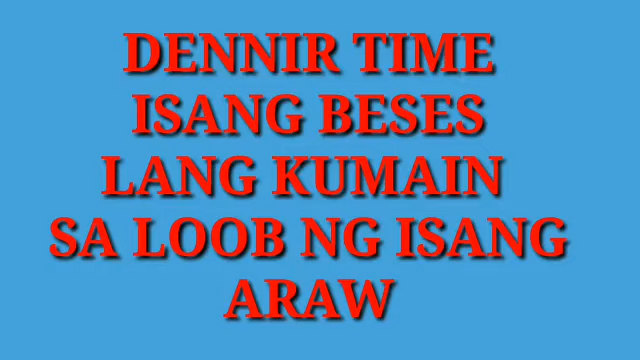 DENNIR TIME
ISANG BESES
LANG KUMAIN
SA LOOB NG ISANG
ARAW